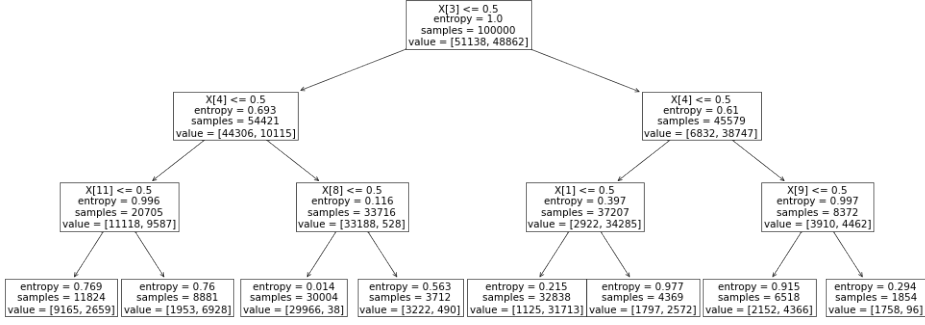 X[3] <= 0.5
entropy = 1.0
samples = 100000
value = [51138, 48862]
X[4] <= 0.5
entropy = 0.693
samples = 54421
value = [44306, 10115]
X[4] <= 0.5
entropy = 0.61
samples = 45579
value = [6832, 38747]
X[11] <= 0.5
entropy = 0.996
samples = 20705
value = [11118, 9587]
X[8] <= 0.5
entropy = 0.116
samples = 33716
value = [33188, 528]
X[1] <= 0.5
entropy = 0.397
samples = 37207
value = [2922, 34285]
X[9] <= 0.5
entropy = 0.997
samples = 8372
value = [3910, 4462]
entropy = 0.769
samples = 11824
value = [9165, 2659]
entropy = 0.76
samples = 8881
value = [1953, 6928]
entropy = 0.014
samples = 30004
value = [29966, 38]
entropy = 0.563
samples = 3712
value = [3222, 490]
entropy = 0.215
samples = 32838
value = [1125, 31713]
entropy = 0.977
samples = 4369
value = [1797, 2572]
entropy = 0.915
samples = 6518
value = [2152, 4366]
entropy = 0.294
samples = 1854
value = [1758, 96]